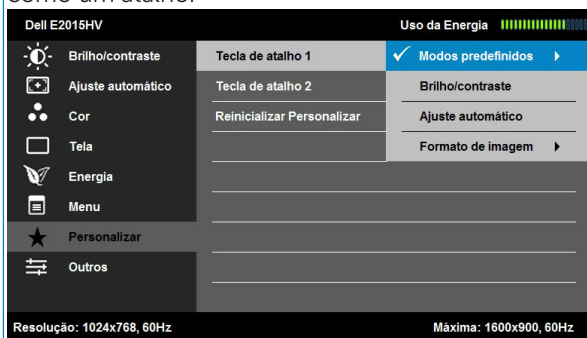 como um atalho.
Dell E2015HV
Uso da Energia
Brilho/contraste
Tecla de atalho 1
Modos predefinidos
Ajuste automático
Tecla de atalho 2
Brilho/contraste
Cor
Reinicializar Personalizar
Ajuste automático
Tela
Formato de imagem
Energia
Menu
Personalizar
Outros
Resolução: 1024x768, 60Hz
Máxima: 1600x900, 60Hz